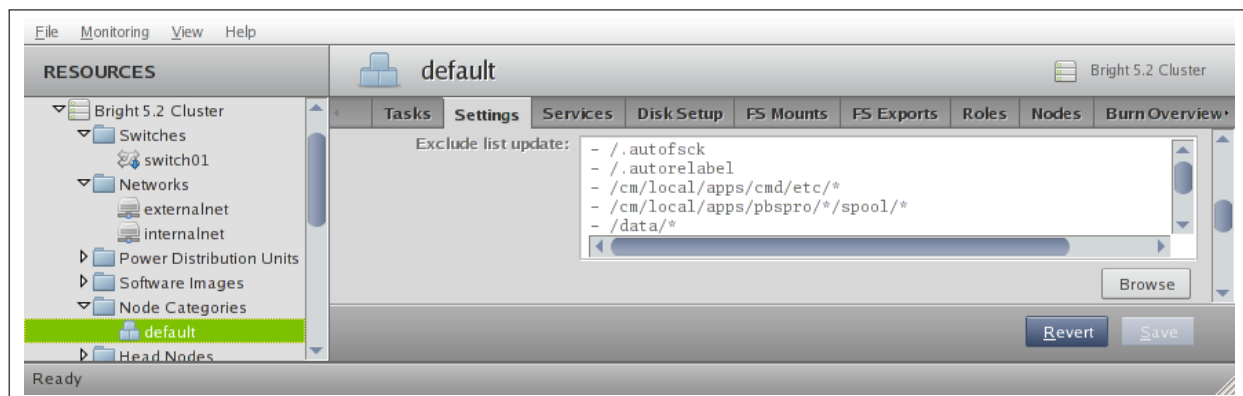 File Monitoring View Help
RESOURCES
default
Bright 5.2 Cluster
Bright 5.2 Cluster
Switches
switch01
Networks
externalnet
internalnet
Power Distribution Units
Software Images
Node Categories
default
Head Nodes
Tasks Settings Services Disk Setup FS Mounts FS Exports Roles Nodes Burn Overview
Exclude list update:
- /.autofsck
- /.autorelabel
- /cm/local/apps/cmd/etc/*
- /cm/local/apps/pbspro/*/spool/*
- /data/*
Browse
Revert Save
Ready